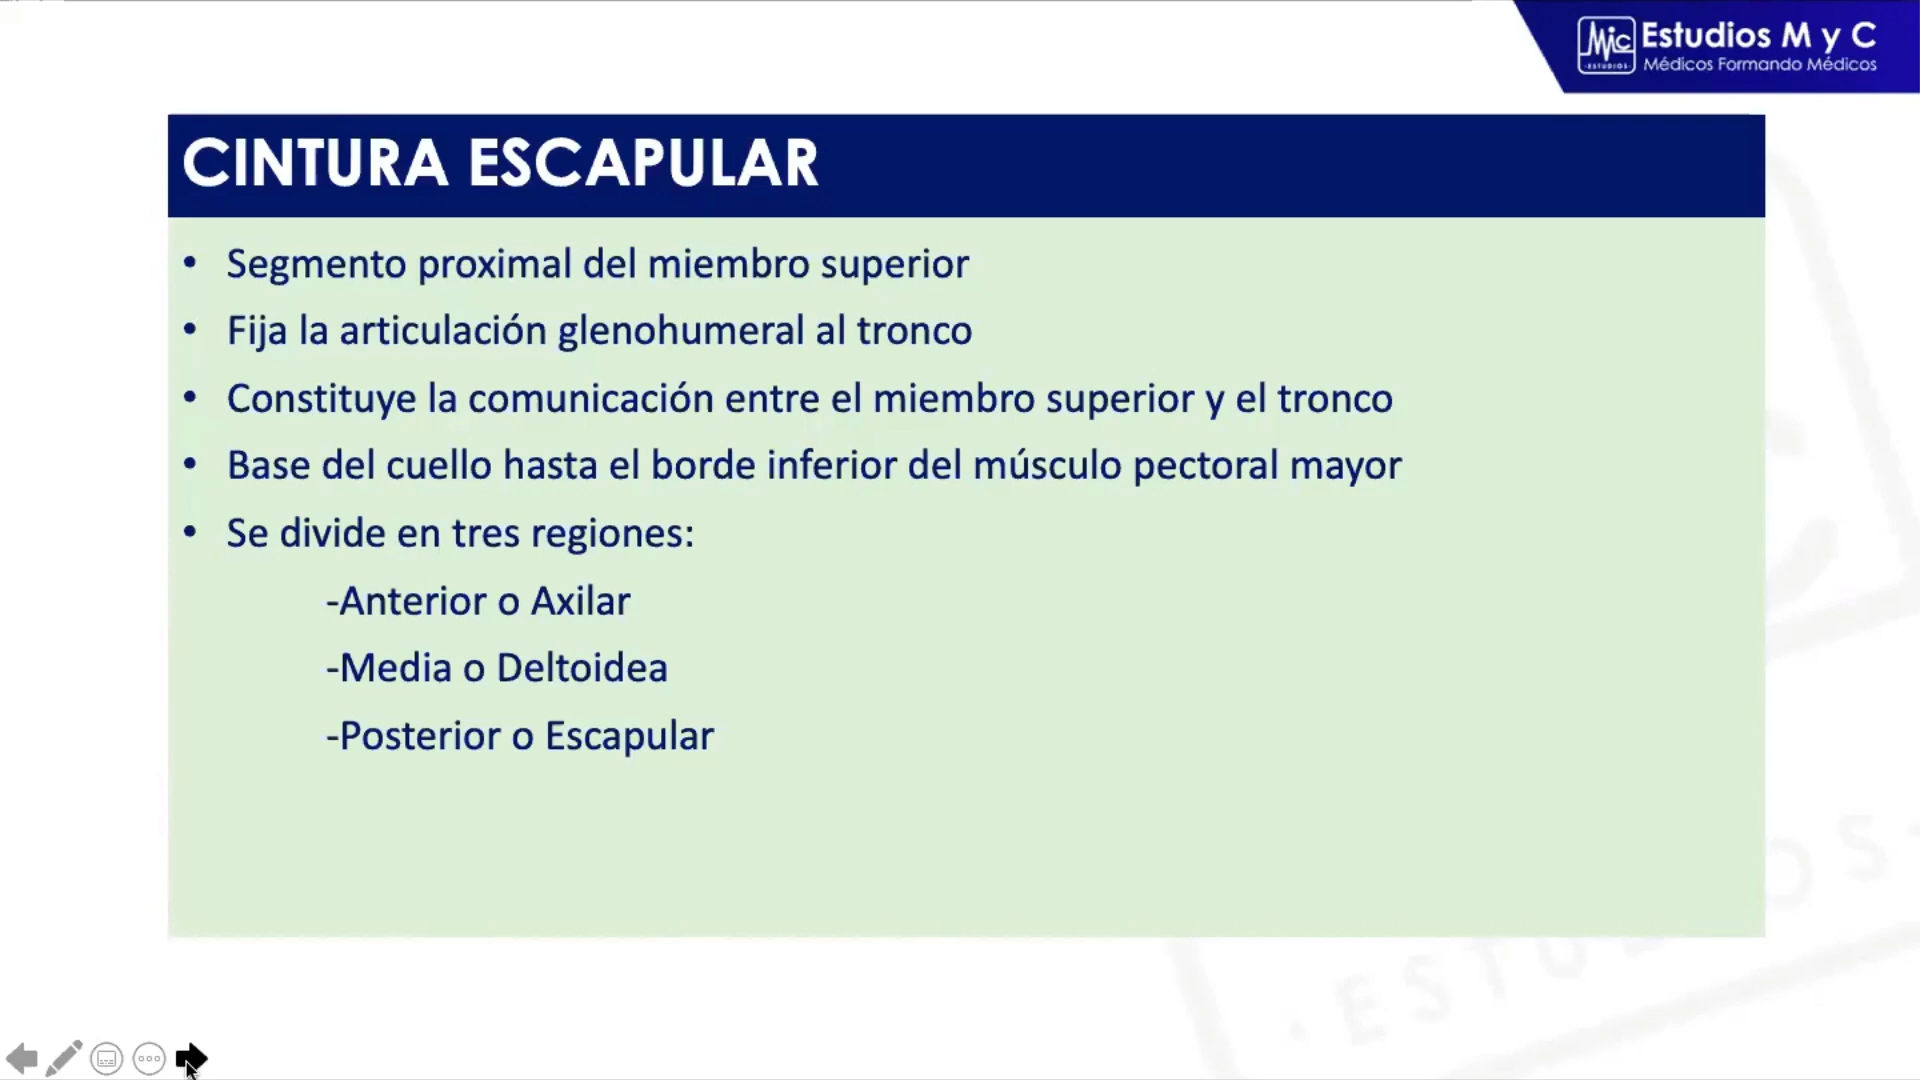 Estudios M y C
Mic
·ESTUDIOS·
Médicos Formando Médicos
CINTURA ESCAPULAR
• Segmento proximal del miembro superior
• Fija la articulación glenohumeral al tronco
• Constituye la comunicación entre el miembro superior y el tronco
• Base del cuello hasta el borde inferior del músculo pectoral mayor
• Se divide en tres regiones:
-Anterior o Axilar
-Media o Deltoidea
-Posterior o Escapular